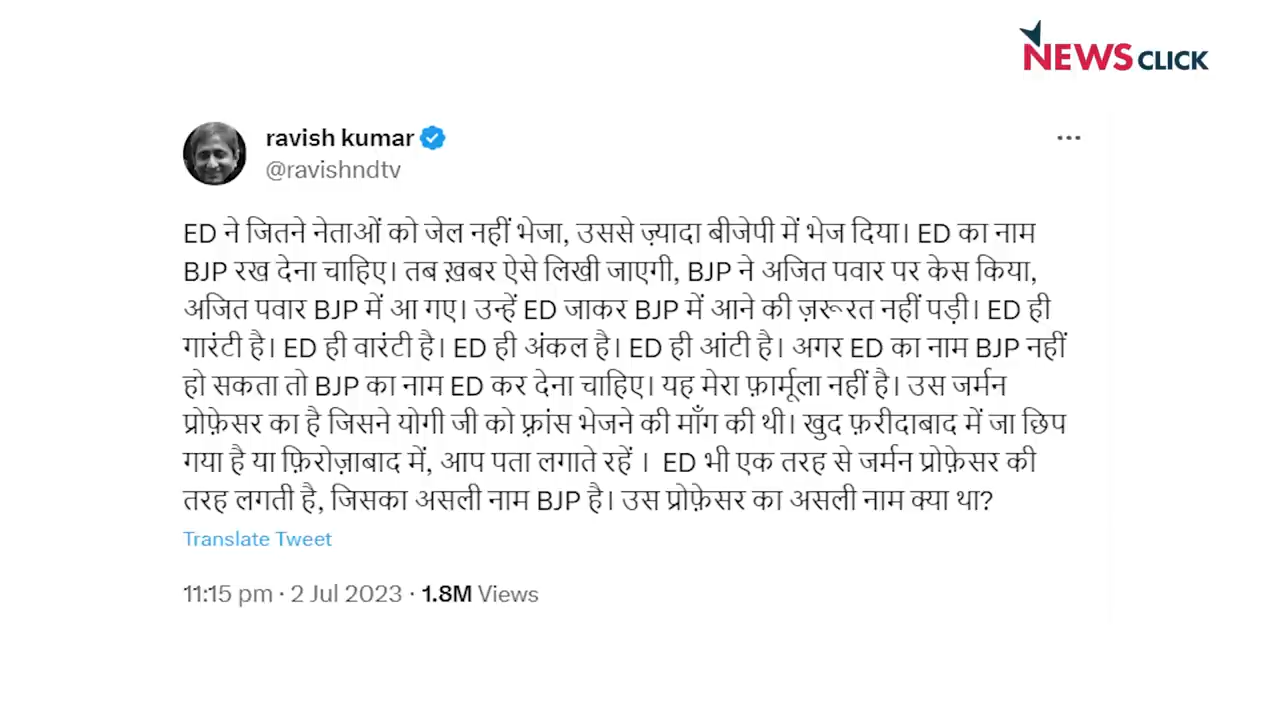 NEWS CLICK
ravish kumar
@ravishndtv
ED ने जितने नेताओं को जेल नहीं भेजा, उससे ज़्यादा बीजेपी में भेज दिया। ED का नाम
BJP रख देना चाहिए। तब ख़बर ऐसे लिखी जाएगी, BJP ने अजित पवार पर केस किया,
अजित पवार BJP में आ गए। उन्हें ED जाकर BJP में आने की ज़रूरत नहीं पड़ी। ED ही
गारंटी है। ED ही वारंटी है। ED ही अंकल है। ED ही आंटी है। अगर ED का नाम BJP नहीं
हो सकता तो BJP का नाम ED कर देना चाहिए। यह मेरा फ़ार्मूला नहीं है। उस जर्मन
प्रोफ़ेसर का है जिसने योगी जी को फ़्रांस भेजने की माँग की थी। खुद फ़रीदाबाद में जा छिप
गया है या फ़िरोज़ाबाद में, आप पता लगाते रहें । ED भी एक तरह से जर्मन प्रोफ़ेसर की
तरह लगती है, जिसका असली नाम BJP है। उस प्रोफ़ेसर का असली नाम क्या था?
Translate Tweet
11:15 pm · 2 Jul 2023 · 1.8M Views